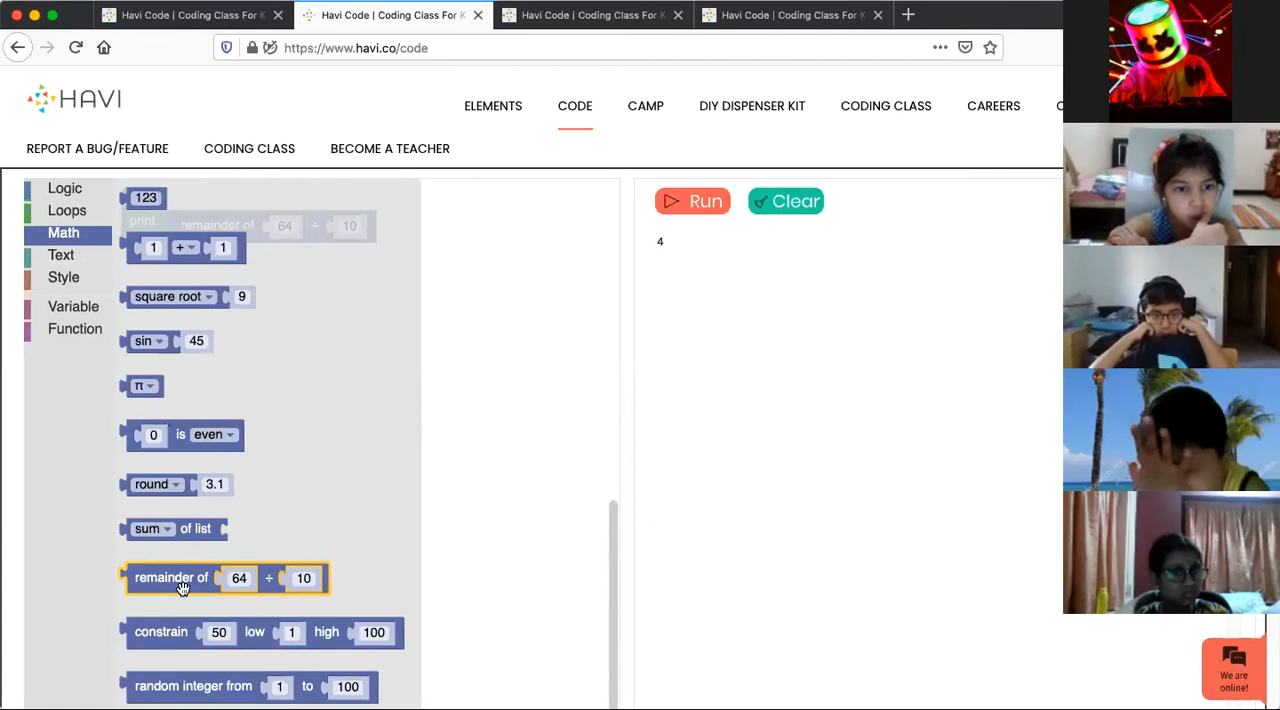 Havi Code | Coding Class For K
Havi Code | Coding Class For K
Havi Code | Coding Class For K
Havi Code | Coding Class For K
https://www.havi.co/code
HAVI
ELEMENTS CODE CAMP DIY DISPENSER KIT CODING CLASS CAREERS
REPORT A BUG/FEATURE CODING CLASS BECOME A TEACHER
Logic
Loops
Math
Text
Style
Variable
Function
123
print remainder of 64 ÷ 10
1 + 1
square root 9
sin 45
π
0 is even
round 3.1
sum of list
remainder of 64 ÷ 10
constrain 50 low 1 high 100
random integer from 1 to 100
Run Clear
4
We are
online!